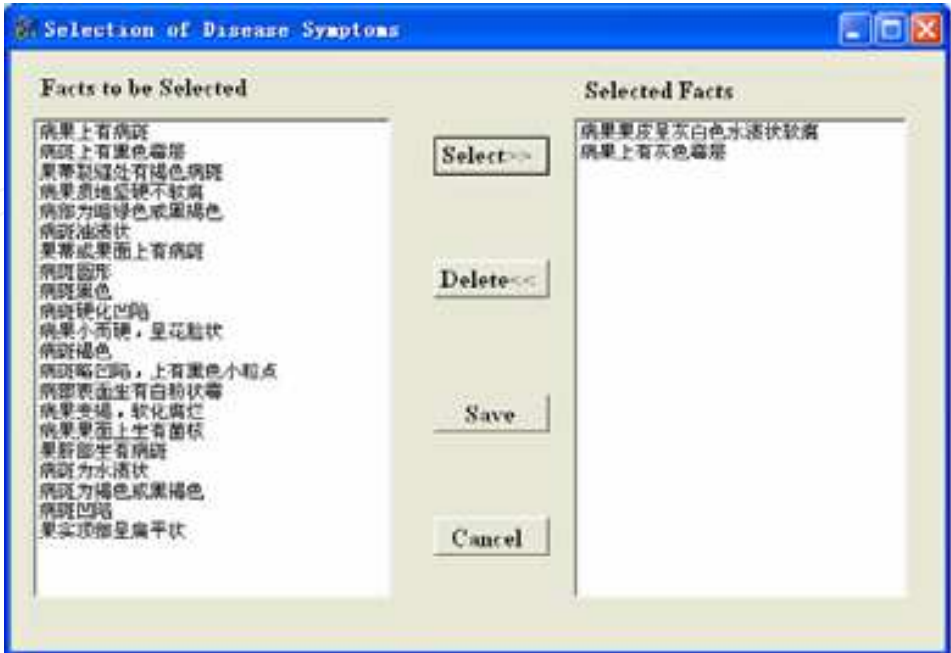 Selection of Disease Symptoms
Facts to be Selected
病果上有病斑
病斑上有黑色霉层
果蒂裂缝处有褐色病斑
病果质地坚硬不软腐
病部为暗绿色或黑褐色
病斑油渍状
果蒂或果面上有病斑
病斑圆形
病斑黑色
病斑硬化凹陷
病果小而硬，呈花脸状
病斑褐色
病斑略凹陷，上有黑色小粒点
病部表面生有白粉状霉
病果变褐，软化腐烂
病果果面上生有菌核
果脐部生有病斑
病斑为水渍状
病斑为褐色或黑褐色
病斑凹陷
果实顶部呈扁平状
Select>>
Delete<<
Save
Cancel
Selected Facts
病果果皮呈灰白色水渍状软腐
病果上有灰色霉层